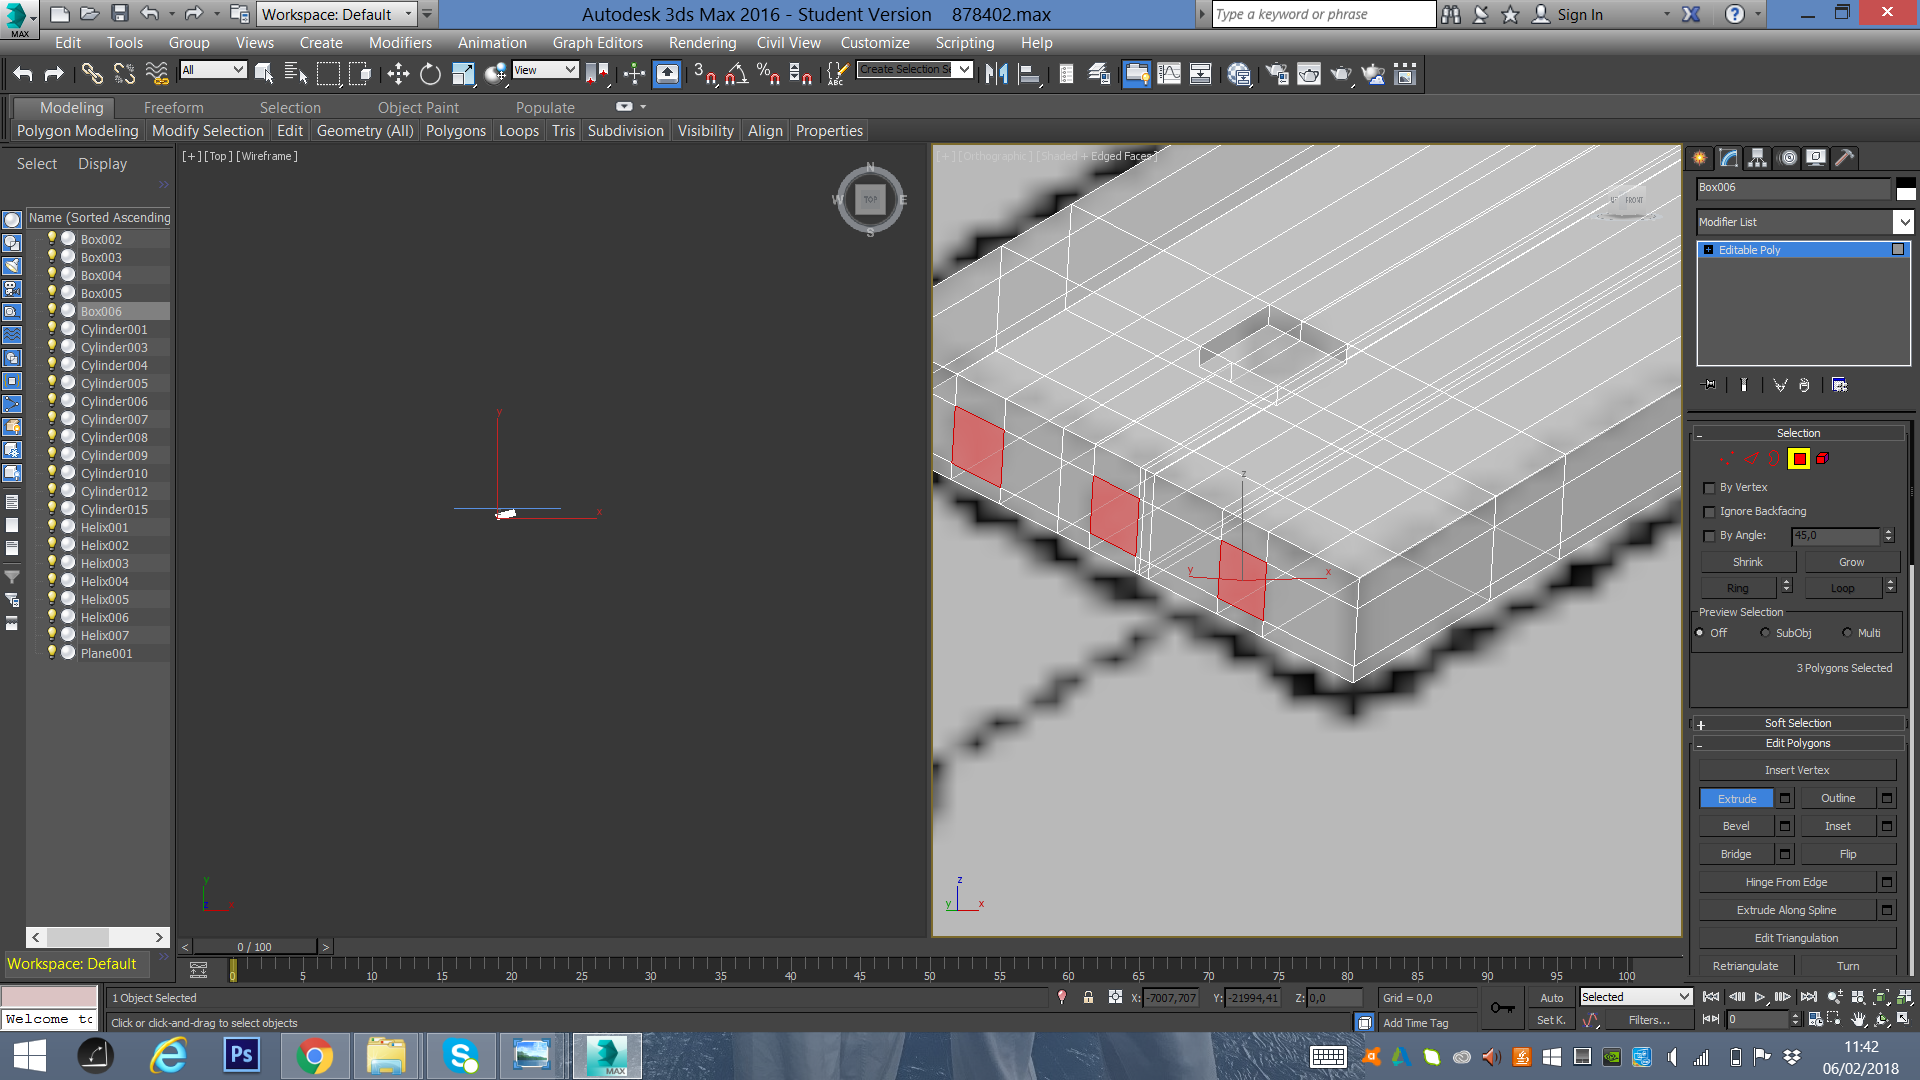 Workspace: Default
Autodesk 3ds Max 2016 - Student Version 878402.max
Type a keyword or phrase
Sign In
MAX
Edit Tools Group Views Create Modifiers Animation Graph Editors Rendering Civil View Customize Scripting Help
All
View
Create Selection Se
Modeling Freeform Selection Object Paint Populate
Polygon Modeling Modify Selection Edit Geometry (All) Polygons Loops Tris Subdivision Visibility Align Properties
Select Display
Name (Sorted Ascending
Box002
Box003
Box004
Box005
Box006
Cylinder001
Cylinder003
Cylinder004
Cylinder005
Cylinder006
Cylinder007
Cylinder008
Cylinder009
Cylinder010
Cylinder012
Cylinder015
Helix001
Helix002
Helix003
Helix004
Helix005
Helix006
Helix007
Plane001
Workspace: Default
[+] [Top] [Wireframe]
N
W TOP E
S
y
x
y
z x
[+] [Orthographic] [Shaded + Edged Faces]
FRONT
z
y x
z
y x
Box006
Modifier List
Editable Poly
Selection
By Vertex
Ignore Backfacing
By Angle: 45,0
Shrink Grow
Ring Loop
Preview Selection
Off SubObj Multi
3 Polygons Selected
Soft Selection
Edit Polygons
Insert Vertex
Extrude Outline
Bevel Inset
Bridge Flip
Hinge From Edge
Extrude Along Spline
Edit Triangulation
Retriangulate Turn
0 / 100
0 5 10 15 20 25 30 35 40 45 50 55 60 65 70 75 80 85 90 95 100
1 Object Selected
X: -7007,707 Y: -21994,41 Z: 0,0 Grid = 0,0
Auto Selected
Welcome to
Click or click-and-drag to select objects
Add Time Tag
Set K. Filters...
0
Ps
MAX
11:42
06/02/2018